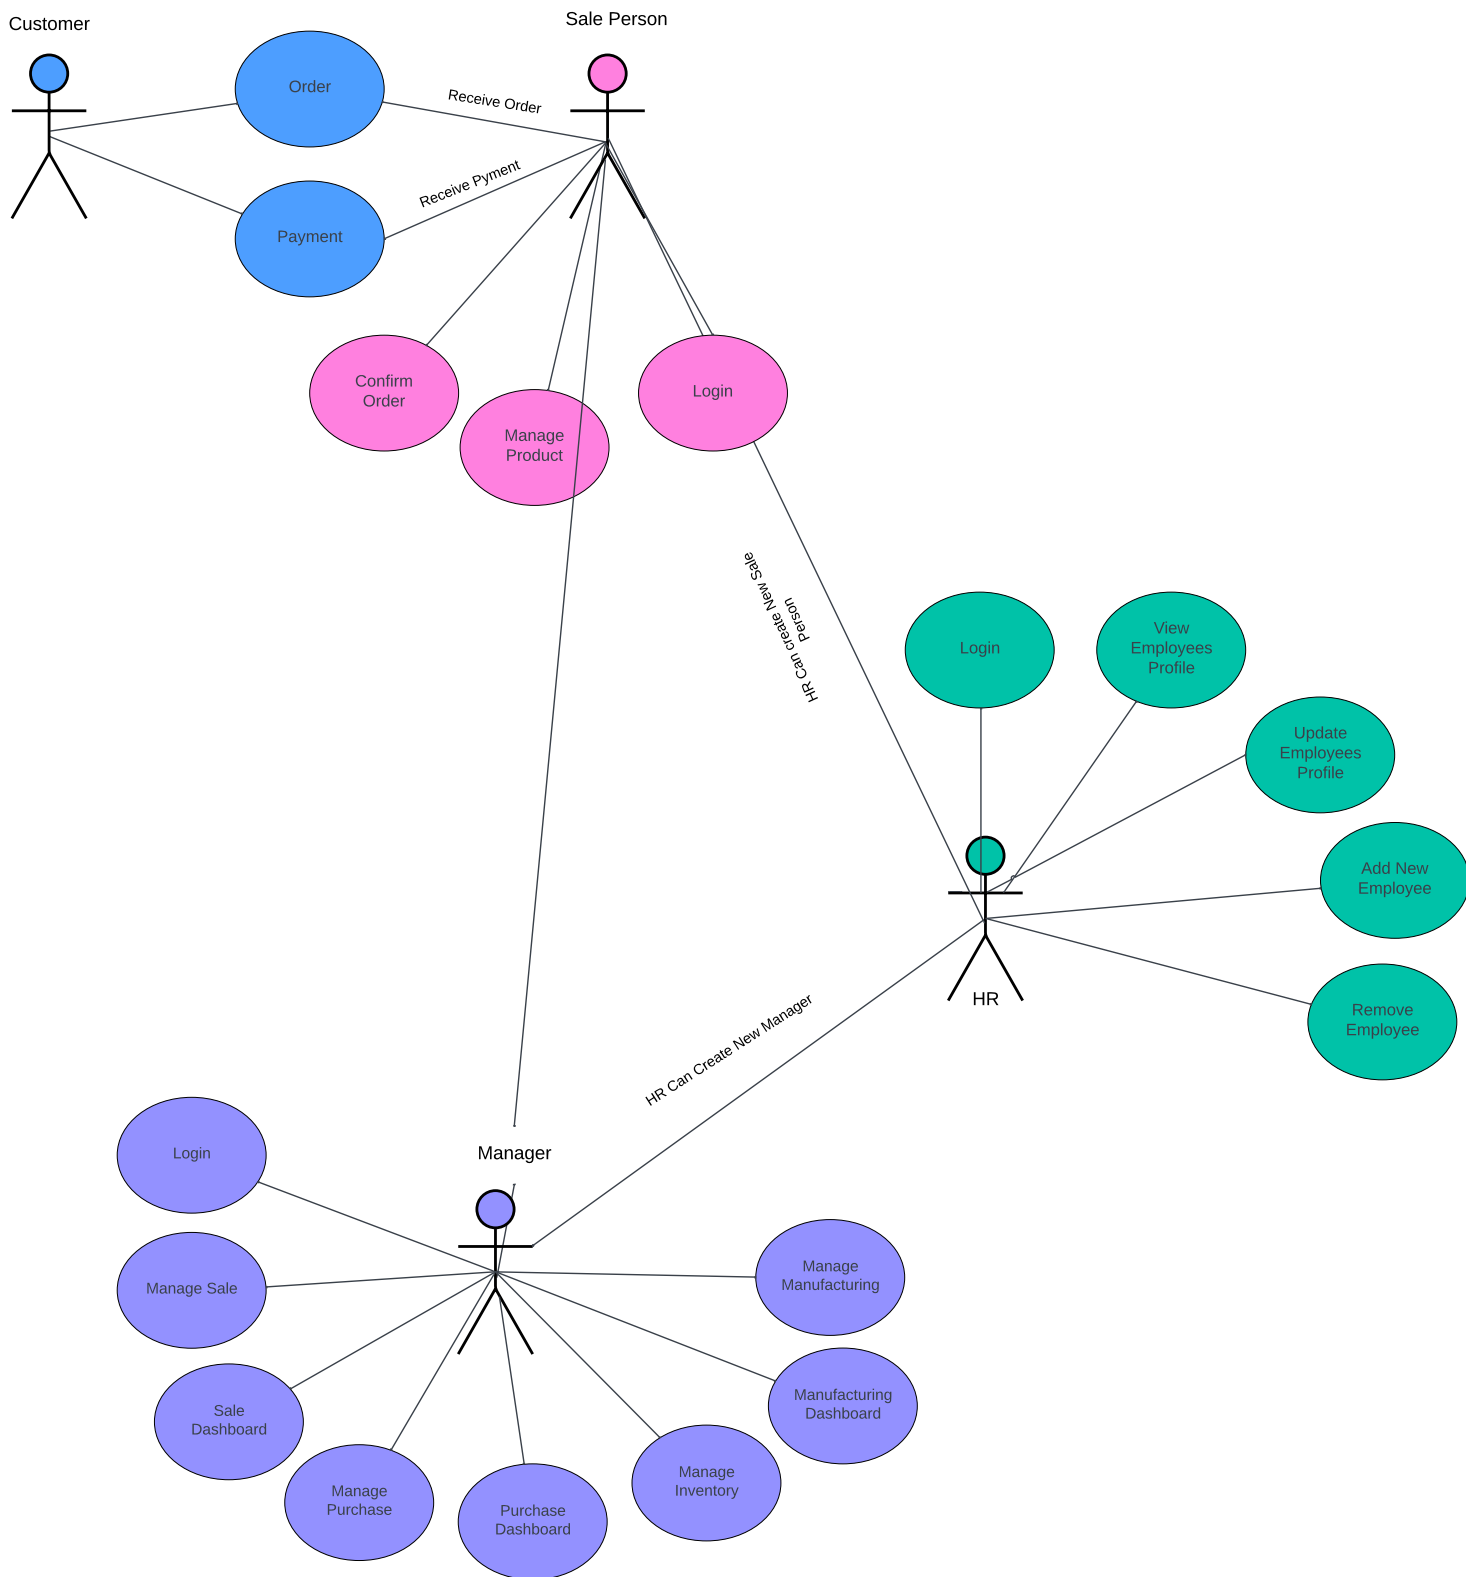 Customer
Sale Person
Order
Receive Order
Receive Pyment
Payment
Confirm
Order
Manage
Product
Login
HR Can create New Sale
Person
Login
View
Employees
Profile
Update
Employees
Profile
Add New
Employee
HR
Remove
Employee
HR Can Create New Manager
Manager
Login
Manage Sale
Sale
Dashboard
Manage
Purchase
Purchase
Dashboard
Manage
Inventory
Manufacturing
Dashboard
Manage
Manufacturing